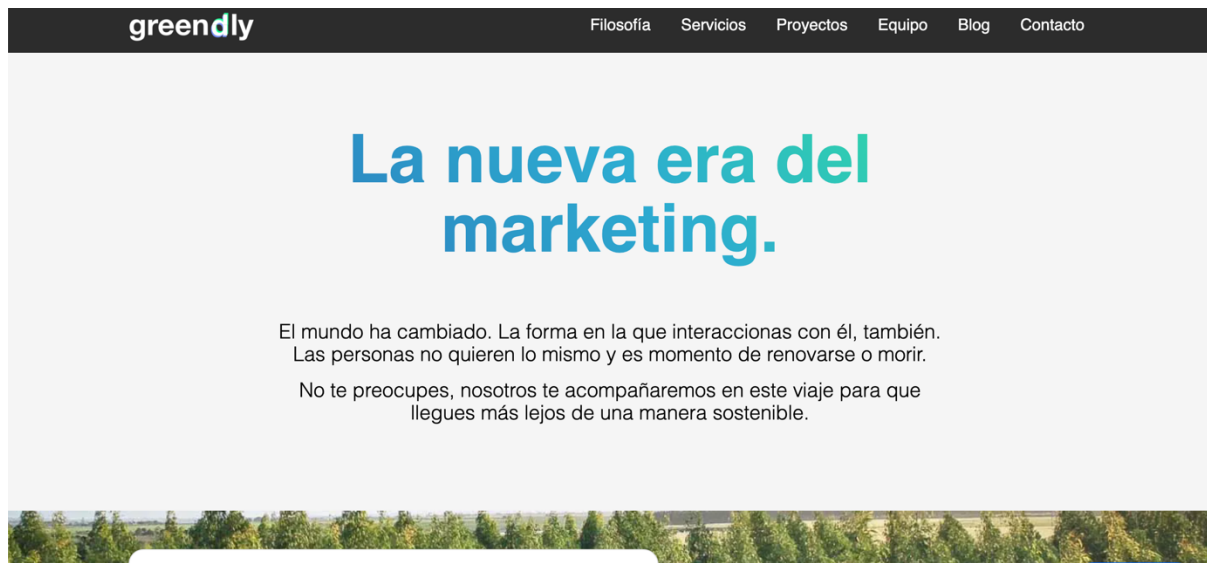 greendly
Filosofía Servicios Proyectos Equipo Blog Contacto
La nueva era del
marketing.
El mundo ha cambiado. La forma en la que interaccionas con él, también.
Las personas no quieren lo mismo y es momento de renovarse o morir.
No te preocupes, nosotros te acompañaremos en este viaje para que
llegues más lejos de una manera sostenible.